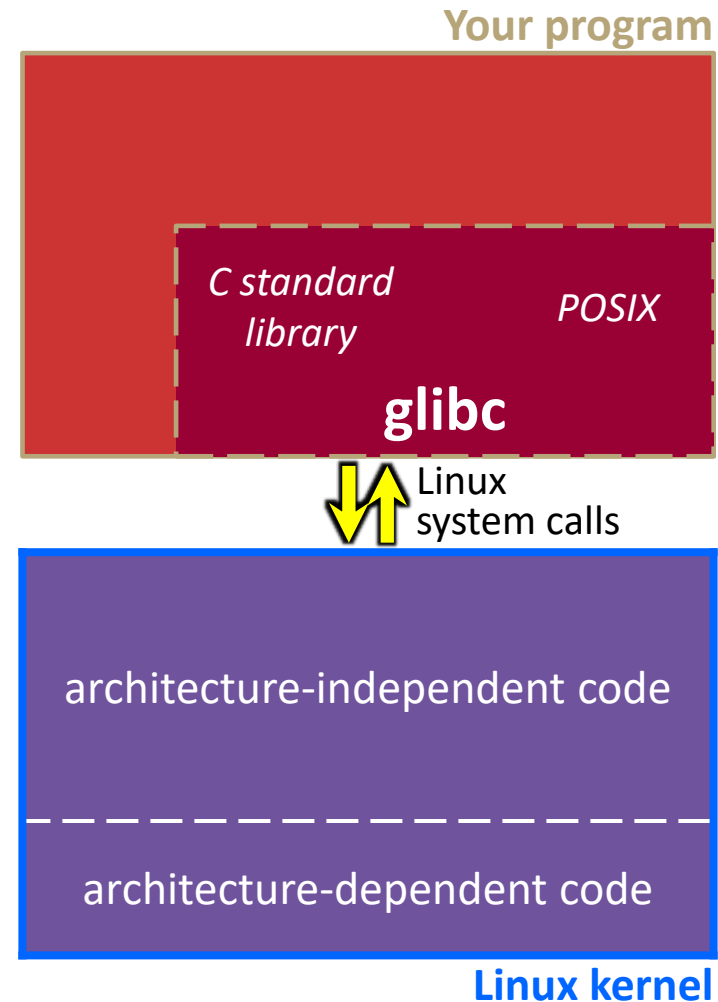 Your program
C standard
library
POSIX
glibc
Linux
system calls
architecture-independent code
architecture-dependent code
Linux kernel